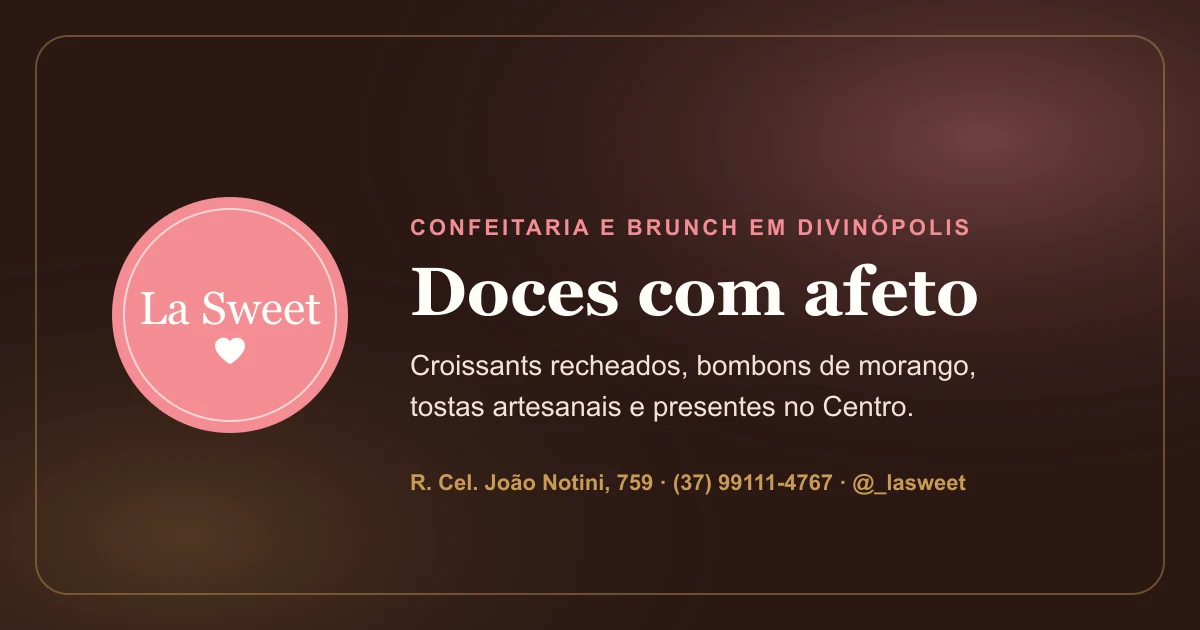 La Sweet
CONFEITARIA E BRUNCH EM DIVINÓPOLIS
Doces com afeto
Croissants recheados, bombons de morango,
tostas artesanais e presentes no Centro.
R. Cel. João Notini, 759 · (37) 99111-4767 · @_lasweet